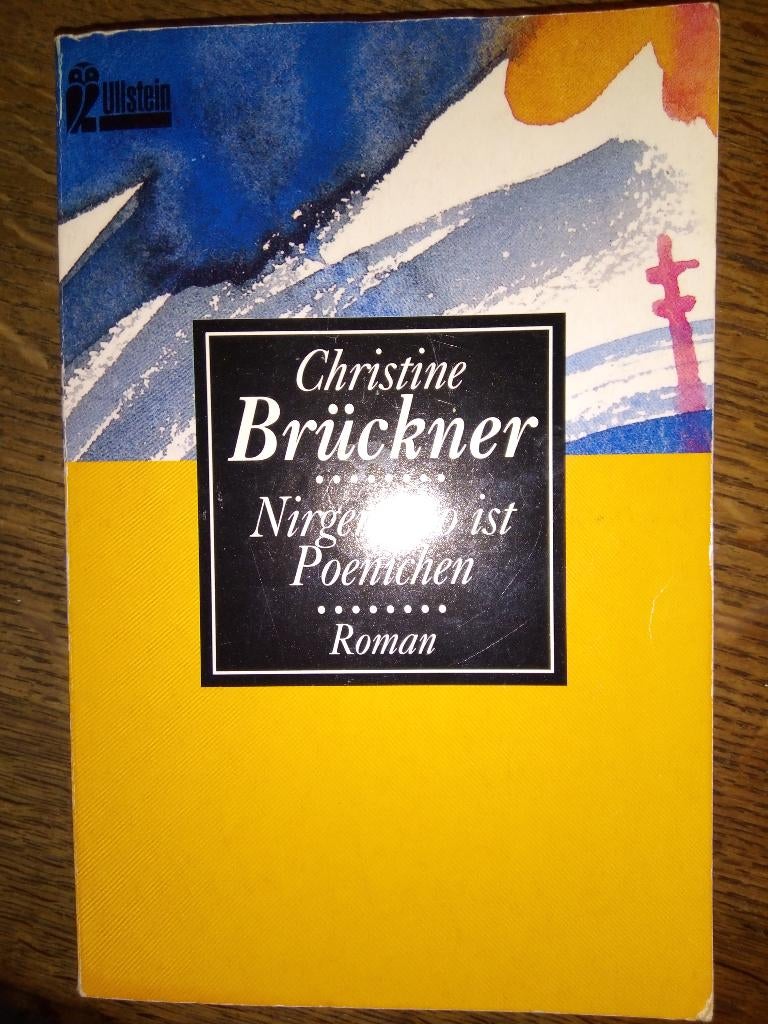 Ullstein
Christine
Brückner
ist
Poenichen
Roman